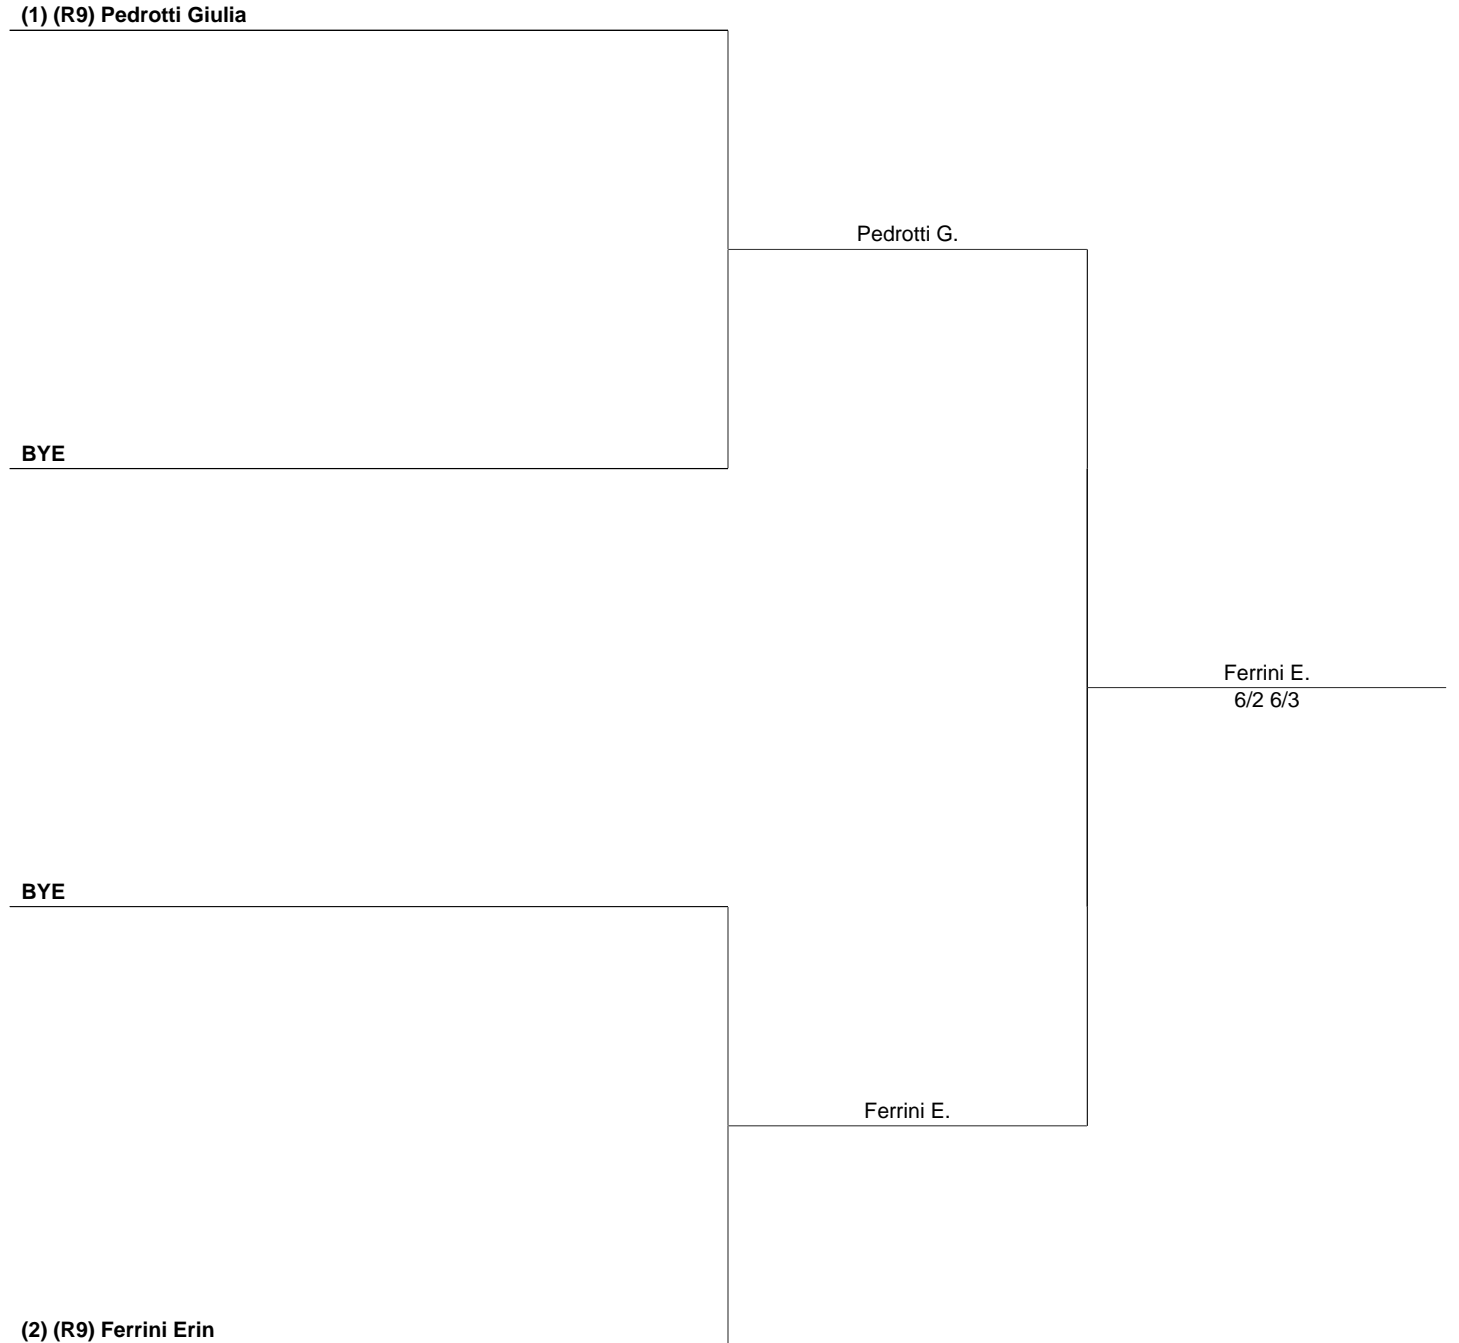 (1) (R9) Pedrotti Giulia
Pedrotti G.
BYE
Ferrini E.
6/2 6/3
BYE
Ferrini E.
(2) (R9) Ferrini Erin